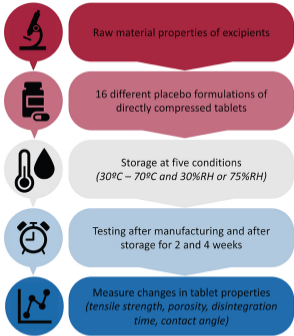 Raw material properties of excipients
16 different placebo formulations of
directly compressed tablets
Storage at five conditions
(30ºC – 70ºC and 30%RH or 75%RH)
Testing after manufacturing and after
storage for 2 and 4 weeks
Measure changes in tablet properties
(tensile strength, porosity, disintegration
time, contact angle)